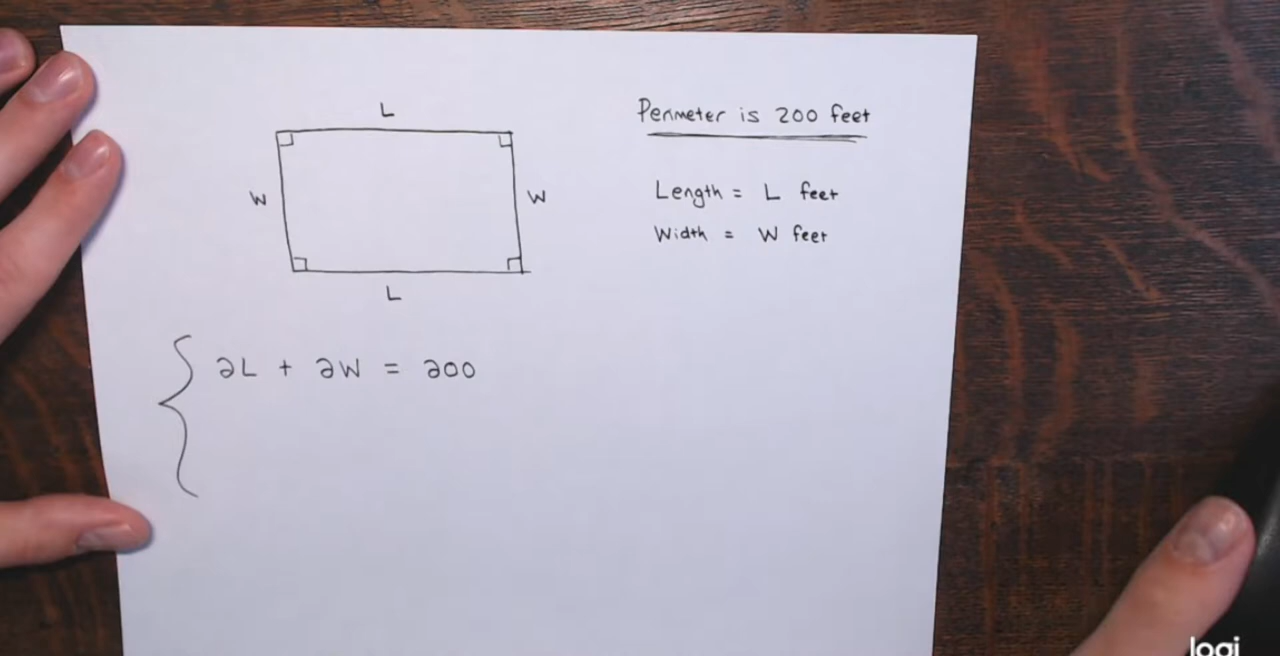 L
Perimeter is 200 feet
W
W
Length = L feet
Width = W feet
L
2L + 2W = 200
logi